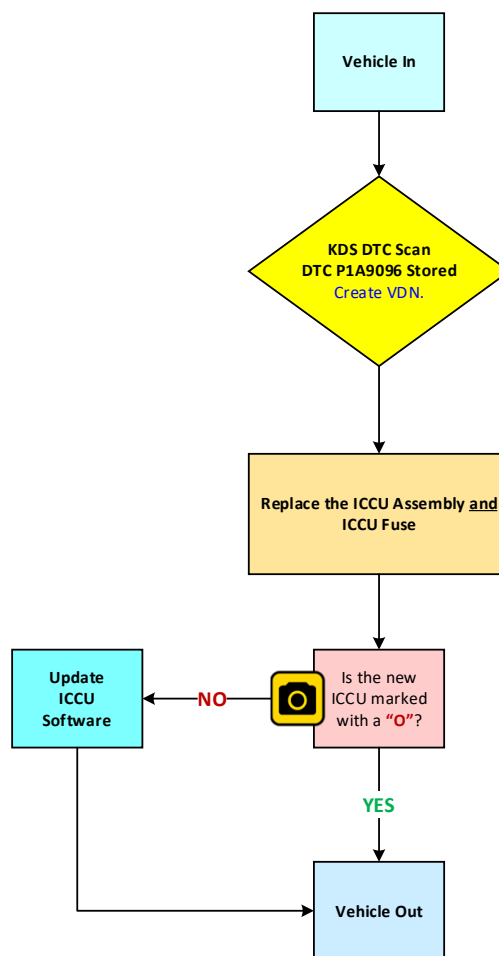 Vehicle In
KDS DTC Scan
DTC P1A9096 Stored
Create VDN.
Replace the ICCU Assembly and
ICCU Fuse
Update
ICCU
Software
NO
Is the new
ICCU marked
with a “O”?
YES
Vehicle Out